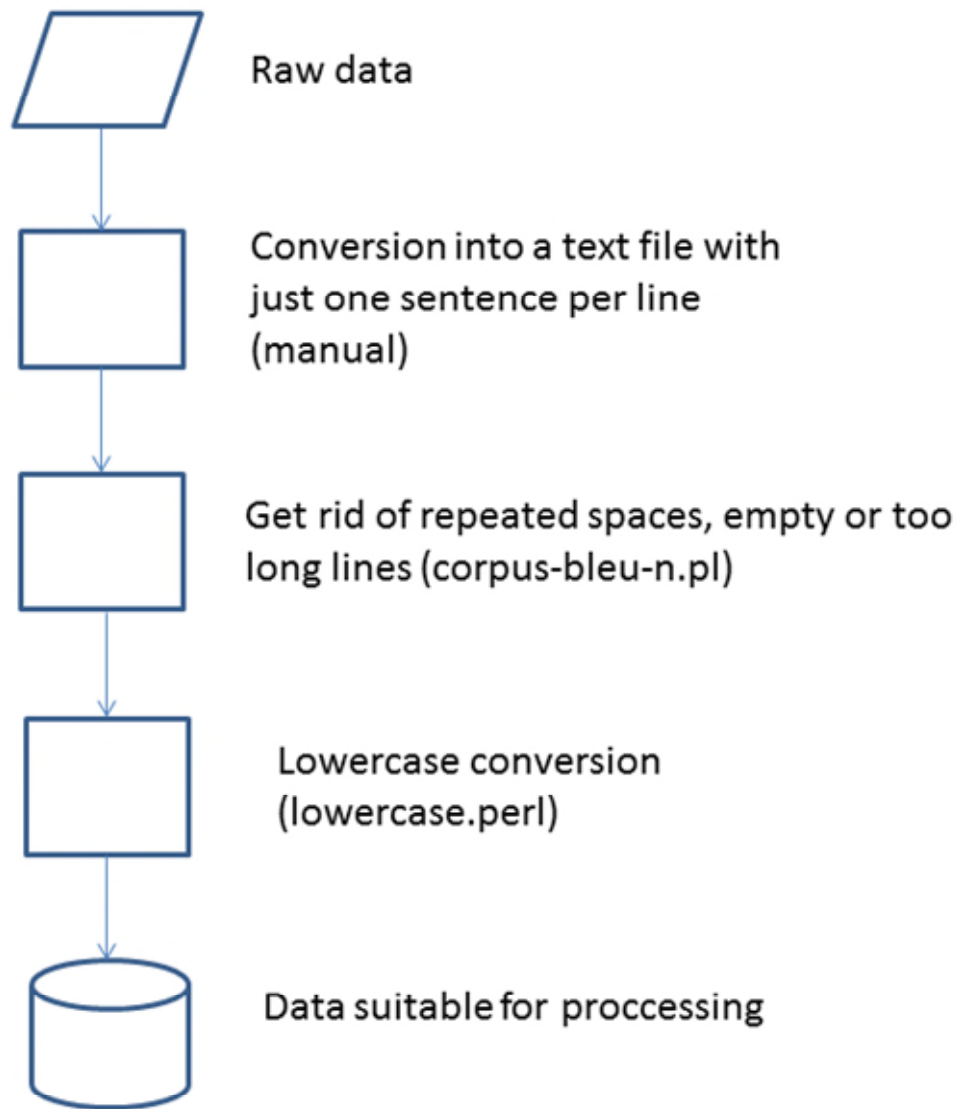 Raw data
Conversion into a text file with
just one sentence per line
(manual)
Get rid of repeated spaces, empty or too
long lines (corpus-bleu-n.pl)
Lowercase conversion
(lowercase.perl)
Data suitable for proccessing